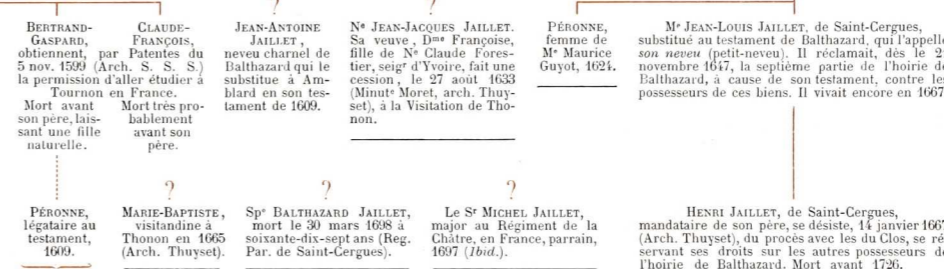 ?
?
BERTRAND-
GASPARD,
CLAUDE-
FRANÇOIS,
obtiennent, par Patentes du
5 nov. 1599 (Arch. S. S. S.)
la permission d'aller étudier à
Tournon en France.
Mort avant
son père, lais-
sant une fille
naturelle.
Mort très pro-
bablement
avant son
père.
JEAN-ANTOINE
JAILLET,
neveu charnel de
Balthazard qui le
substitue à Am-
blard en son tes-
tament de 1609.
Nᵉ JEAN-JACQUES JAILLET.
Sa veuve, Dᵐᵉ Françoise,
fille de Nᵉ Claude Fores-
tier, seigʳ d'Yvoire, fait une
cession, le 27 août 1633
(Minutᵉ Moret, arch. Thuy-
set), à la Visitation de Tho-
non.
PÉRONNE,
femme de
Mᵉ Maurice
Guyot, 1624.
Mᵉ JEAN-LOUIS JAILLET, de Saint-Cergues,
substitué au testament de Balthazard, qui l'appelle
son neveu (petit-neveu). Il réclamait, dès le 2
novembre 1647, la septième partie de l'hoirie de
Balthazard, à cause de son testament, contre les
possesseurs de ces biens. Il vivait encore en 1667
?
?
?
PÉRONNE,
légataire au
testament,
1609.
MARIE-BAPTISTE,
visitandine à
Thonon en 1665
(Arch. Thuyset).
Spᵉ BALTHAZARD JAILLET,
mort le 30 mars 1698 à
soixante-dix-sept ans (Reg.
Par. de Saint-Cergues).
Le Sʳ MICHEL JAILLET,
major au Régiment de la
Châtre, en France, parrain,
1697 (Ibid.).
HENRI JAILLET, de Saint-Cergues,
mandataire de son père, se désiste, 14 janvier 1667
(Arch. Thuyset), du procès avec les du Clos, se ré-
servant ses droits sur les autres possesseurs de
l'hoirie de Balthazard. Mort avant 1726.